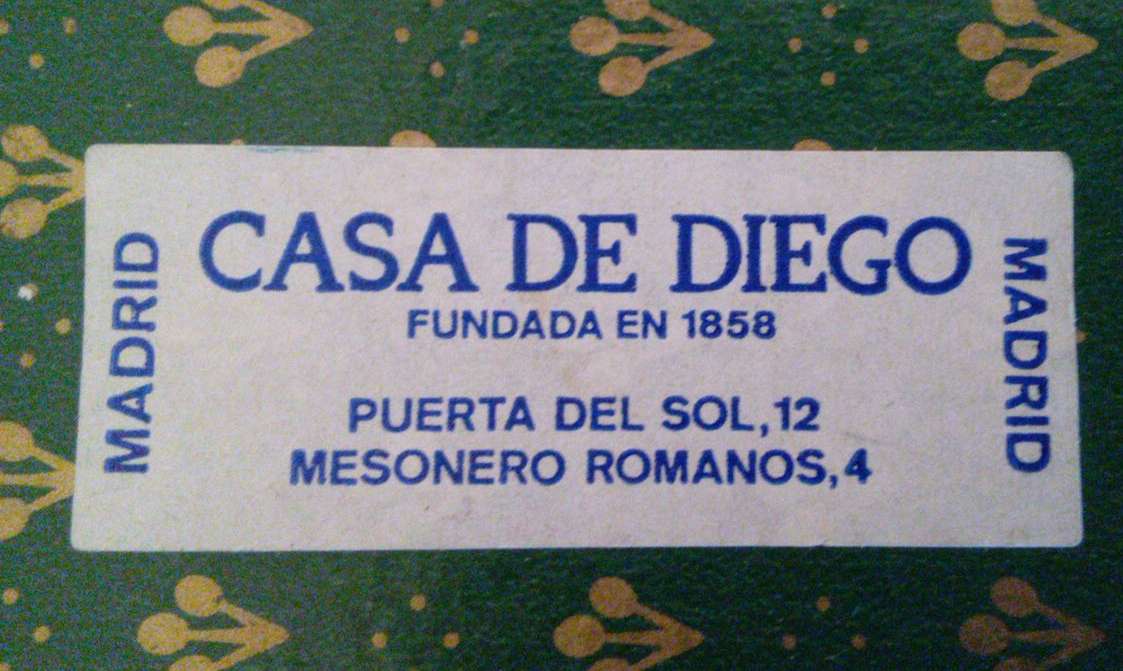 MADRID
CASA DE DIEGO
FUNDADA EN 1858
PUERTA DEL SOL,12
MESONERO ROMANOS,4
MADRID